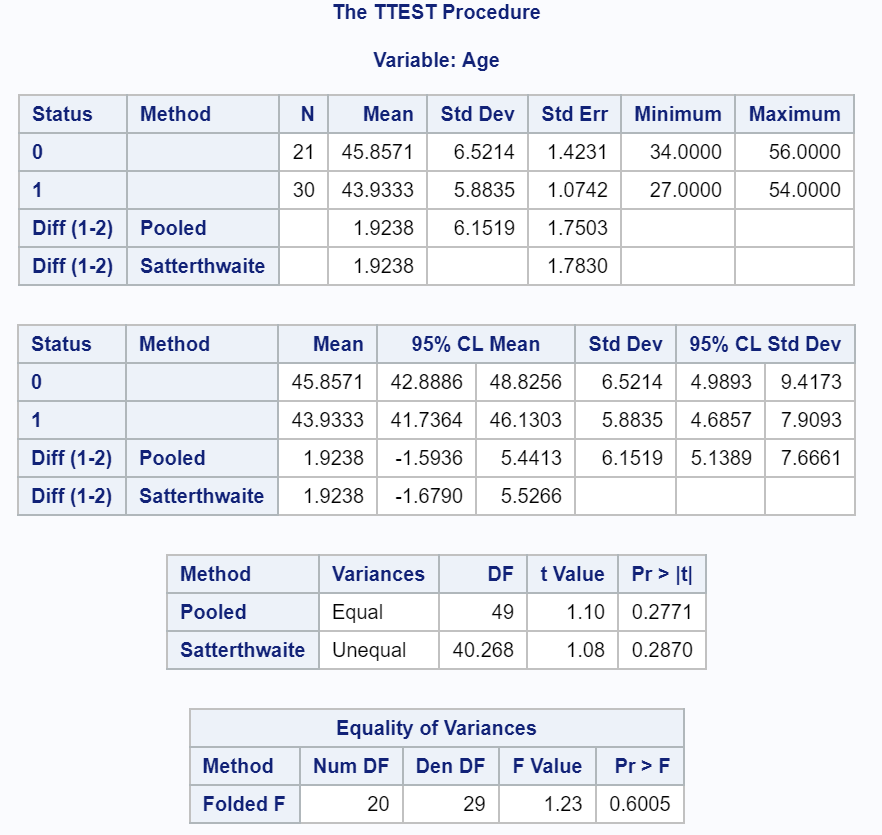 The TTEST Procedure
Variable: Age
Status Method N Mean Std Dev Std Err Minimum Maximum
0 21 45.8571 6.5214 1.4231 34.0000 56.0000
1 30 43.9333 5.8835 1.0742 27.0000 54.0000
Diff (1-2) Pooled 1.9238 6.1519 1.7503
Diff (1-2) Satterthwaite 1.9238 1.7830
Status Method Mean 95% CL Mean Std Dev 95% CL Std Dev
0 45.8571 42.8886 48.8256 6.5214 4.9893 9.4173
1 43.9333 41.7364 46.1303 5.8835 4.6857 7.9093
Diff (1-2) Pooled 1.9238 -1.5936 5.4413 6.1519 5.1389 7.6661
Diff (1-2) Satterthwaite 1.9238 -1.6790 5.5266
Method Variances DF t Value Pr > |t|
Pooled Equal 49 1.10 0.2771
Satterthwaite Unequal 40.268 1.08 0.2870
Equality of Variances
Method Num DF Den DF F Value Pr > F
Folded F 20 29 1.23 0.6005